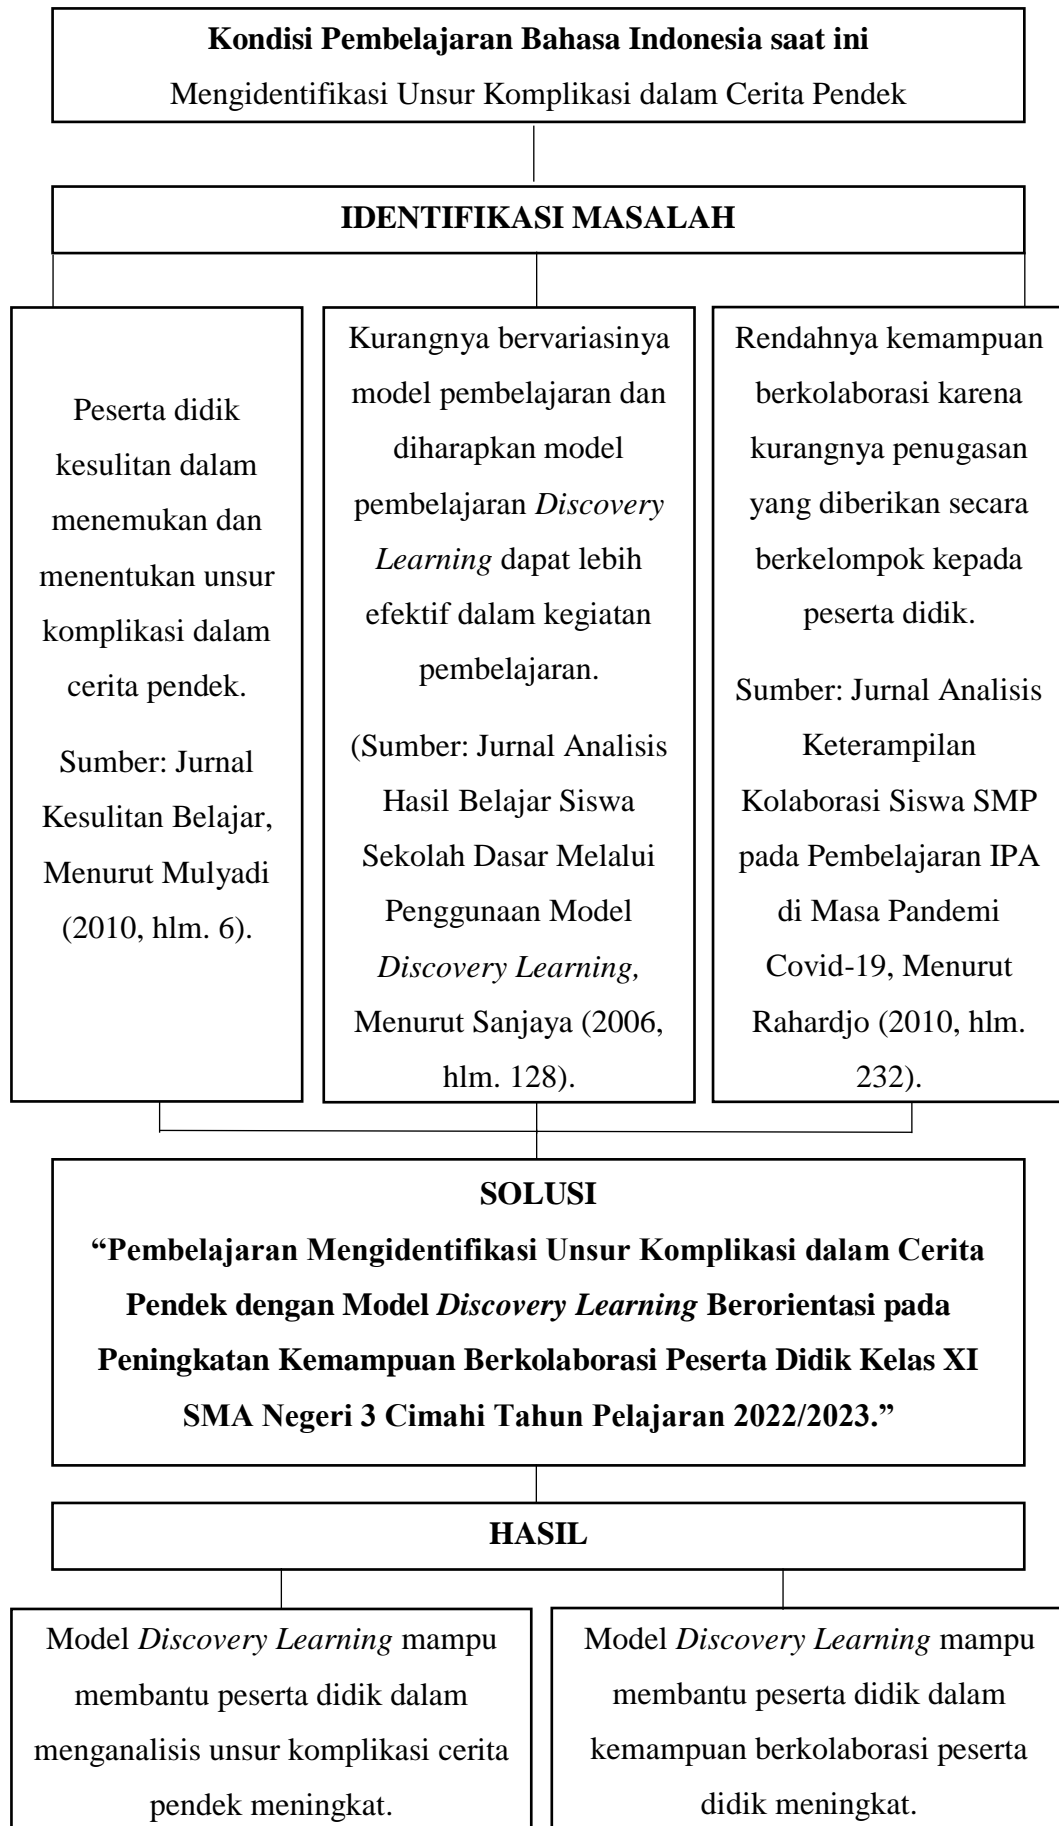 Kondisi Pembelajaran Bahasa Indonesia saat ini
Mengidentifikasi Unsur Komplikasi dalam Cerita Pendek
IDENTIFIKASI MASALAH
Peserta didik
kesulitan dalam
menemukan dan
menentukan unsur
komplikasi dalam
cerita pendek.
Sumber: Jurnal
Kesulitan Belajar,
Menurut Mulyadi
(2010, hlm. 6).
Kurangnya bervariasinya
model pembelajaran dan
diharapkan model
pembelajaran Discovery
Learning dapat lebih
efektif dalam kegiatan
pembelajaran.
(Sumber: Jurnal Analisis
Hasil Belajar Siswa
Sekolah Dasar Melalui
Penggunaan Model
Discovery Learning,
Menurut Sanjaya (2006,
hlm. 128).
Rendahnya kemampuan
berkolaborasi karena
kurangnya penugasan
yang diberikan secara
berkelompok kepada
peserta didik.
Sumber: Jurnal Analisis
Keterampilan
Kolaborasi Siswa SMP
pada Pembelajaran IPA
di Masa Pandemi
Covid-19, Menurut
Rahardjo (2010, hlm.
232).
SOLUSI
“Pembelajaran Mengidentifikasi Unsur Komplikasi dalam Cerita
Pendek dengan Model Discovery Learning Berorientasi pada
Peningkatan Kemampuan Berkolaborasi Peserta Didik Kelas XI
SMA Negeri 3 Cimahi Tahun Pelajaran 2022/2023.”
HASIL
Model Discovery Learning mampu
membantu peserta didik dalam
menganalisis unsur komplikasi cerita
pendek meningkat.
Model Discovery Learning mampu
membantu peserta didik dalam
kemampuan berkolaborasi peserta
didik meningkat.